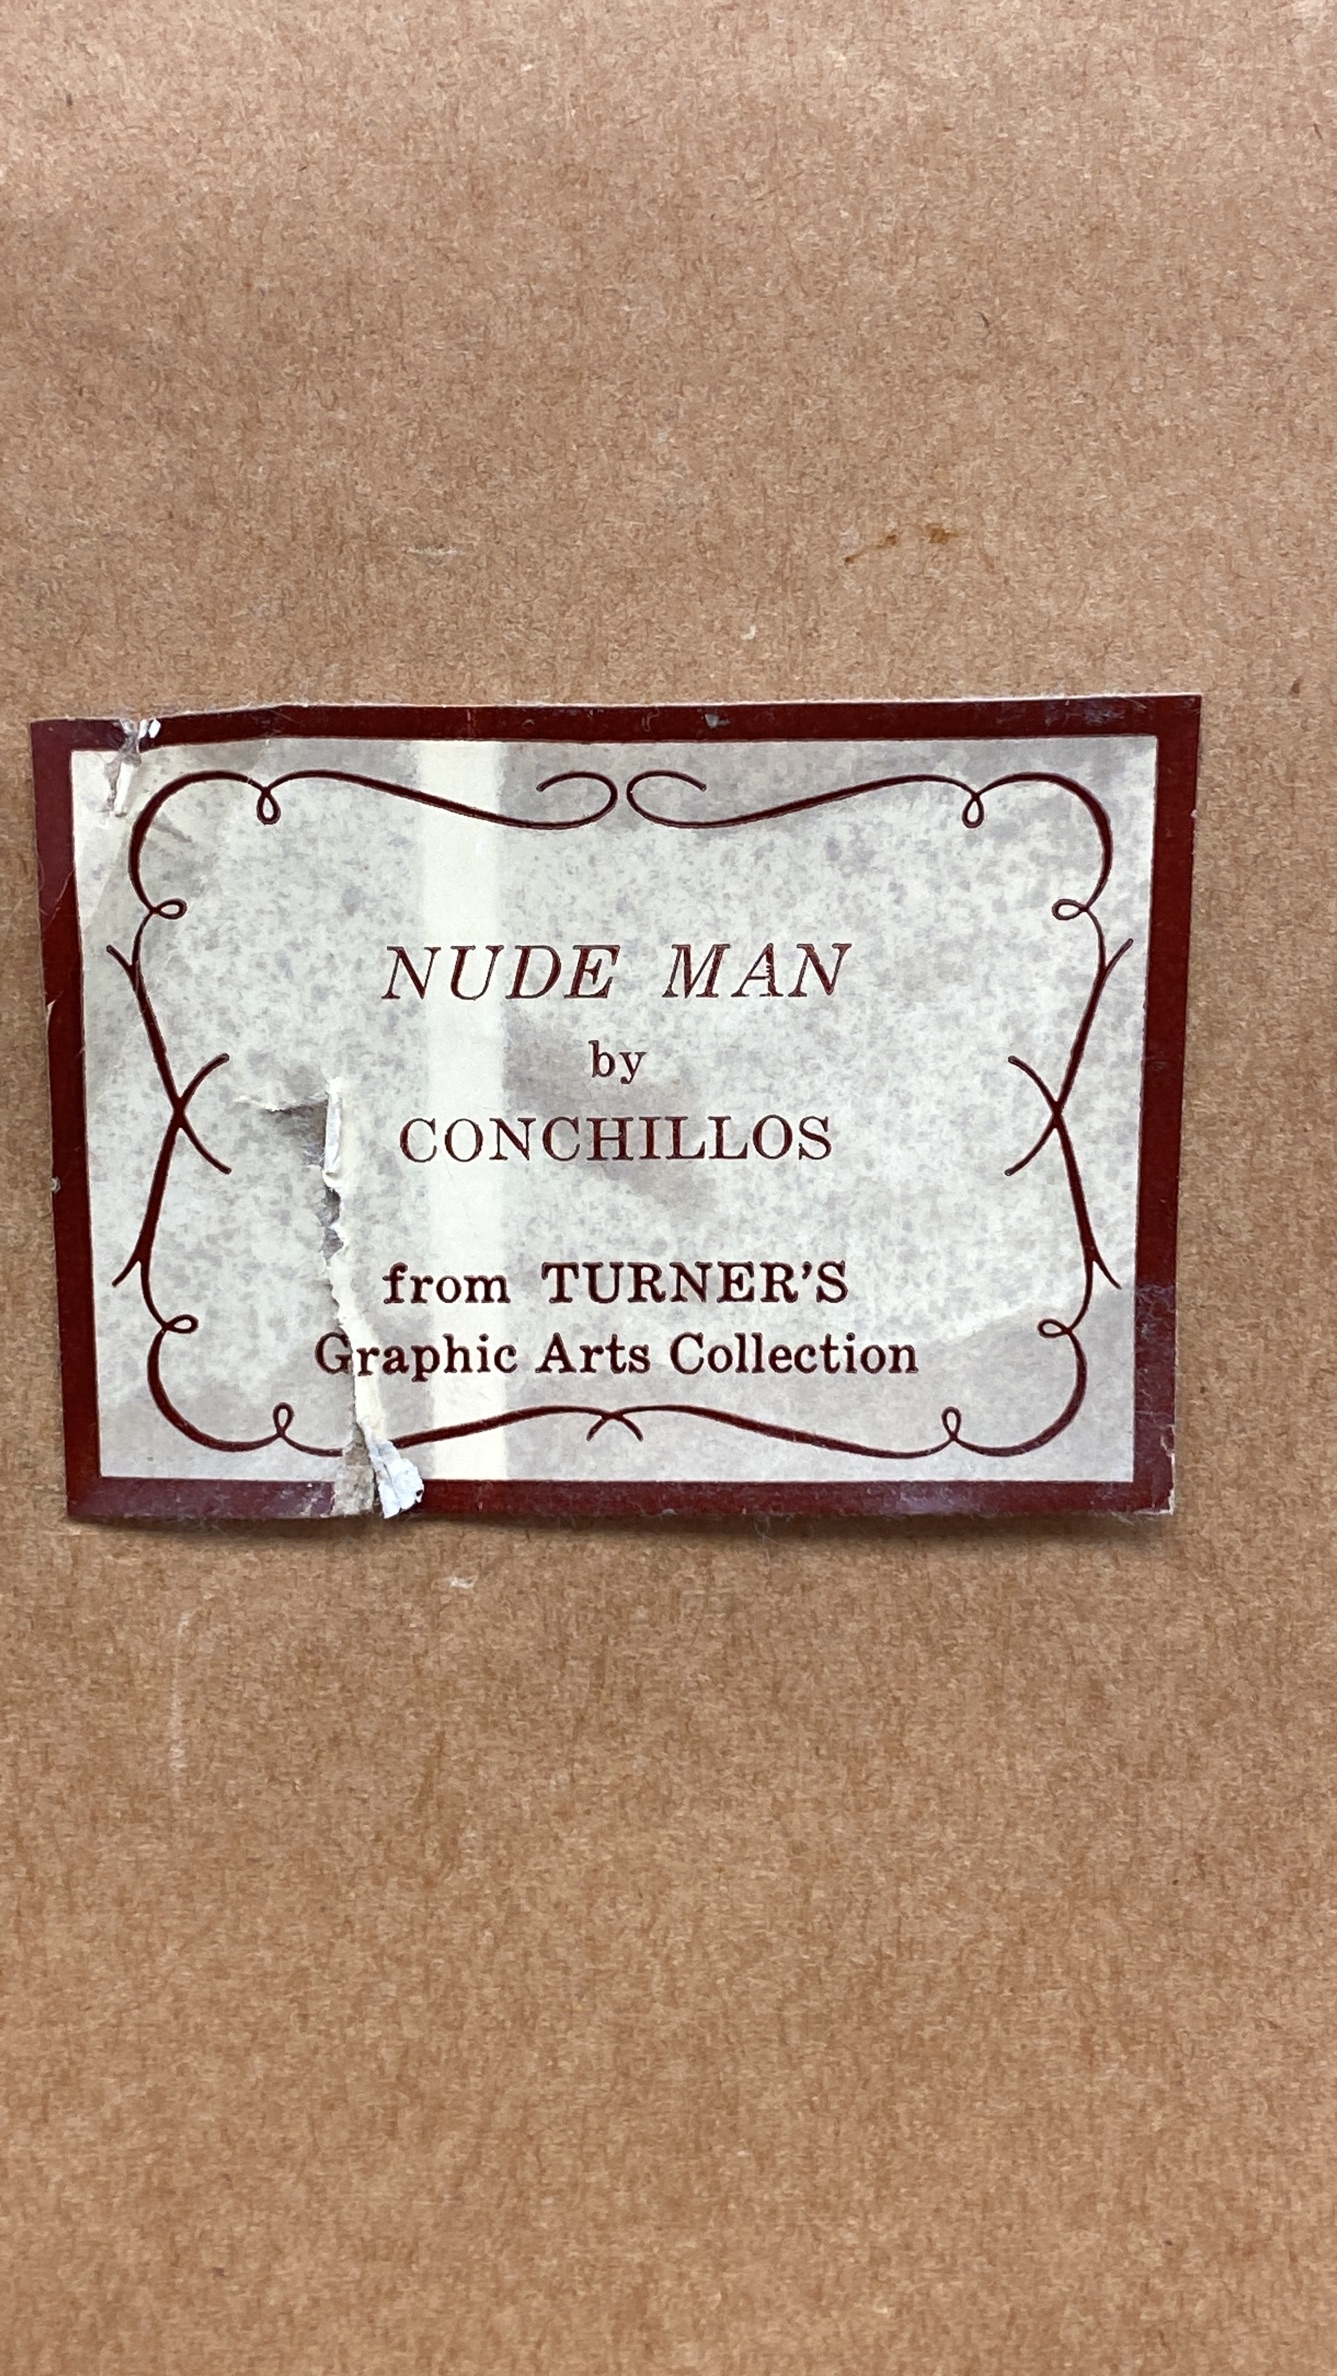 NUDE MAN
by
CONCHILLOS
from TURNER'S
Graphic Arts Collection